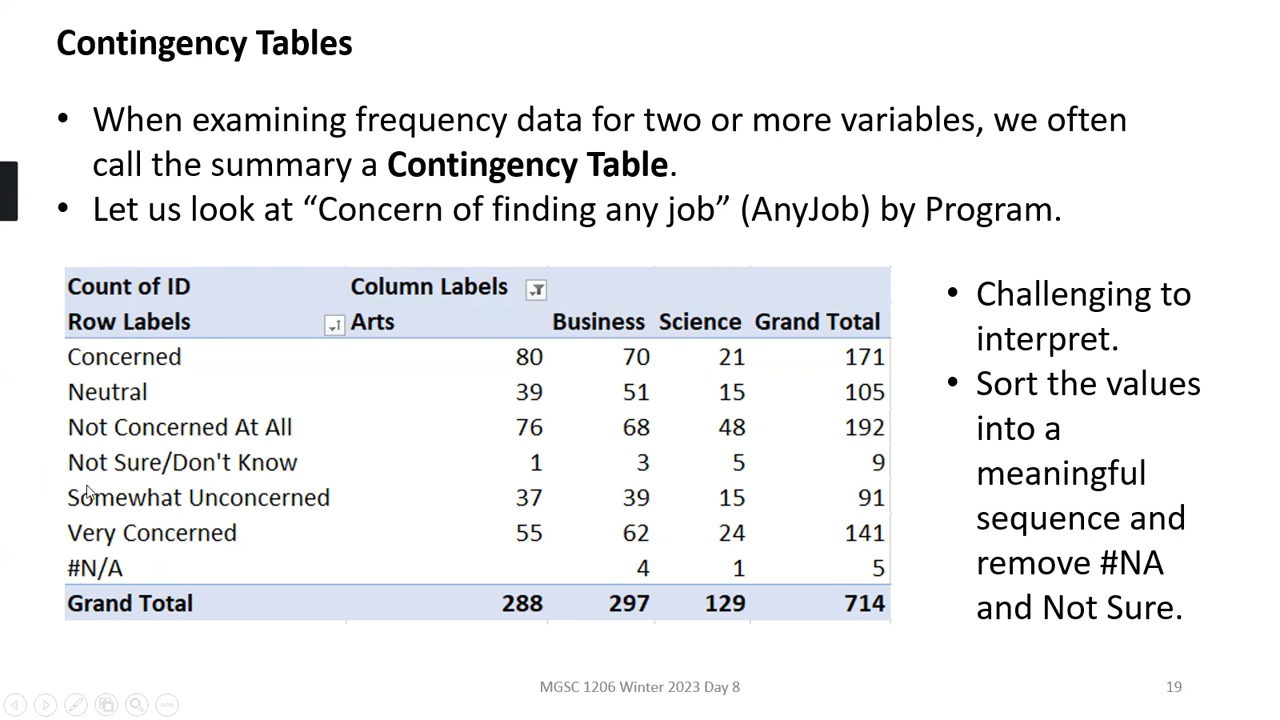 Contingency Tables
• When examining frequency data for two or more variables, we often
call the summary a Contingency Table.
• Let us look at “Concern of finding any job” (AnyJob) by Program.
Count of ID Column Labels
Row Labels Arts Business Science Grand Total
Concerned 80 70 21 171
Neutral 39 51 15 105
Not Concerned At All 76 68 48 192
Not Sure/Don't Know 1 3 5 9
Somewhat Unconcerned 37 39 15 91
Very Concerned 55 62 24 141
#N/A 4 1 5
Grand Total 288 297 129 714
• Challenging to
interpret.
• Sort the values
into a
meaningful
sequence and
remove #NA
and Not Sure.
MGSC 1206 Winter 2023 Day 8
19